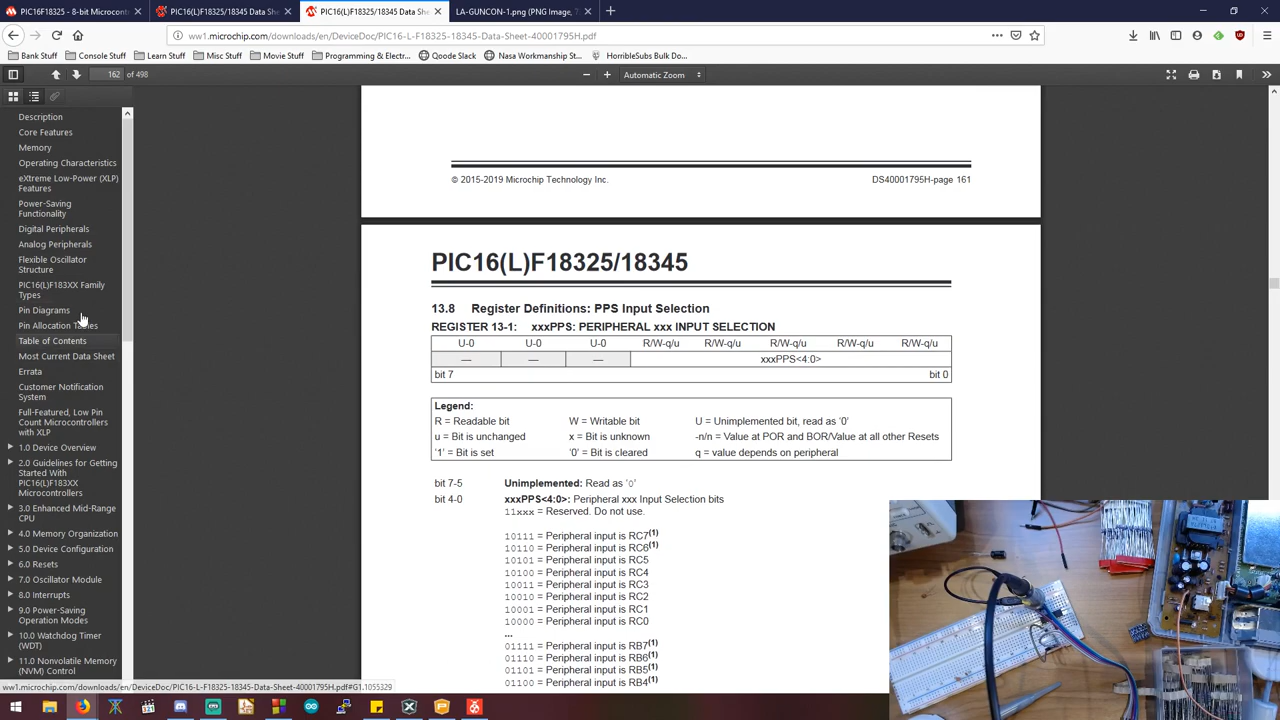 PIC16F18325 - 8-bit Microcont
PIC16(L)F18325/18345 Data She
PIC16(L)F18325/18345 Data She
LA-GUNCON-1.png (PNG Image, 7
ww1.microchip.com/downloads/en/DeviceDoc/PIC16-L-F18325-18345-Data-Sheet-40001795H.pdf
Bank Stuff
Console Stuff
Learn Stuff
Misc Stuff
Movie Stuff
Programming & Electr...
Qoode Slack
Nasa Workmanship St...
HorribleSubs Bulk Do...
162 of 498
Automatic Zoom
Description
Core Features
Memory
Operating Characteristics
eXtreme Low-Power (XLP)
Features
Power-Saving
Functionality
Digital Peripherals
Analog Peripherals
Flexible Oscillator
Structure
PIC16(L)F183XX Family
Types
Pin Diagrams
Pin Allocation Tables
Table of Contents
Most Current Data Sheet
Errata
Customer Notification
System
Full-Featured, Low Pin
Count Microcontrollers
with XLP
1.0 Device Overview
2.0 Guidelines for Getting
Started With
PIC16(L)F183XX
Microcontrollers
3.0 Enhanced Mid-Range
CPU
4.0 Memory Organization
5.0 Device Configuration
6.0 Resets
7.0 Oscillator Module
8.0 Interrupts
9.0 Power-Saving
Operation Modes
10.0 Watchdog Timer
(WDT)
11.0 Nonvolatile Memory
(NVM) Control
ww1.microchip.com/downloads/en/DeviceDoc/PIC16-L-F18325-18345-Data-Sheet-40001795H.pdf#G1.1055329
© 2015-2019 Microchip Technology Inc.
DS40001795H-page 161
PIC16(L)F18325/18345
13.8 Register Definitions: PPS Input Selection
REGISTER 13-1: xxxPPS: PERIPHERAL xxx INPUT SELECTION
U-0 U-0 U-0 R/W-q/u R/W-q/u R/W-q/u R/W-q/u R/W-q/u
— — — xxxPPS<4:0>
bit 7 bit 0
Legend:
R = Readable bit W = Writable bit U = Unimplemented bit, read as ‘0’
u = Bit is unchanged x = Bit is unknown -n/n = Value at POR and BOR/Value at all other Resets
‘1’ = Bit is set ‘0’ = Bit is cleared q = value depends on peripheral
bit 7-5 Unimplemented: Read as ‘0’
bit 4-0 xxxPPS<4:0>: Peripheral xxx Input Selection bits
11xxx = Reserved. Do not use.
10111 = Peripheral input is RC7(1)
10110 = Peripheral input is RC6(1)
10101 = Peripheral input is RC5
10100 = Peripheral input is RC4
10011 = Peripheral input is RC3
10010 = Peripheral input is RC2
10001 = Peripheral input is RC1
10000 = Peripheral input is RC0
...
01111 = Peripheral input is RB7(1)
01110 = Peripheral input is RB6(1)
01101 = Peripheral input is RB5(1)
01100 = Peripheral input is RB4(1)